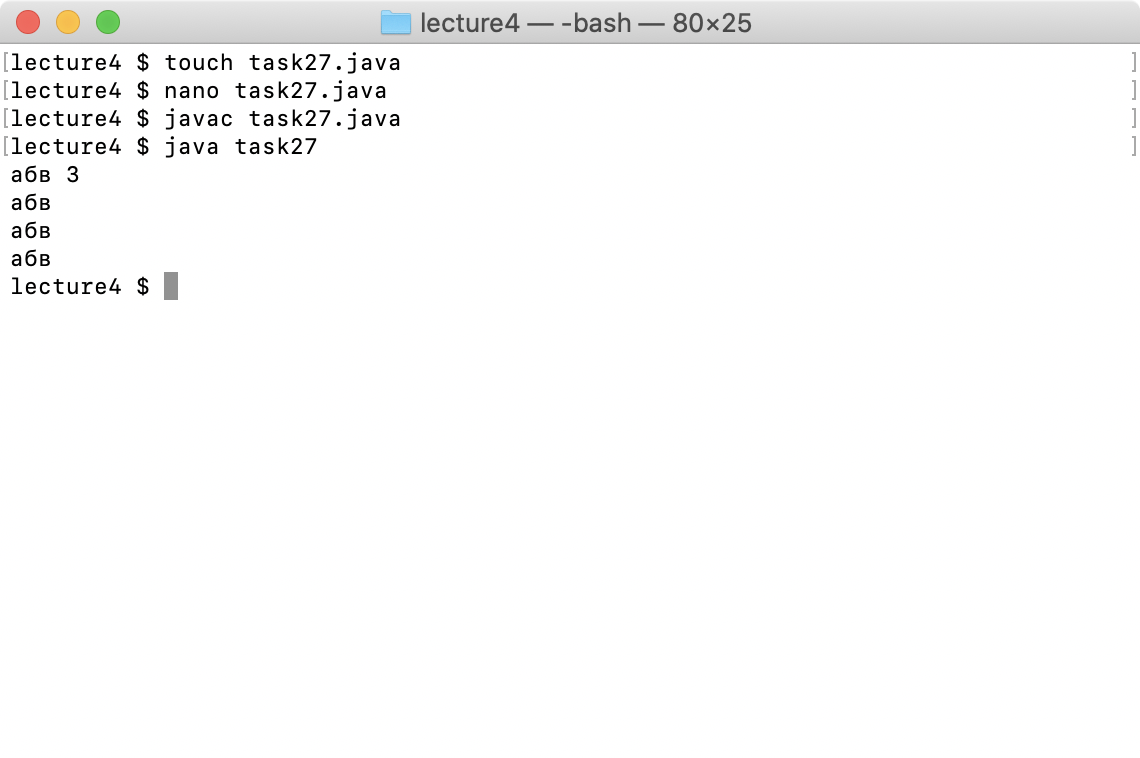 lecture4 — -bash — 80×25
[lecture4 $ touch task27.java ]
[lecture4 $ nano task27.java ]
[lecture4 $ javac task27.java ]
[lecture4 $ java task27 ]
абв 3
абв
абв
абв
lecture4 $